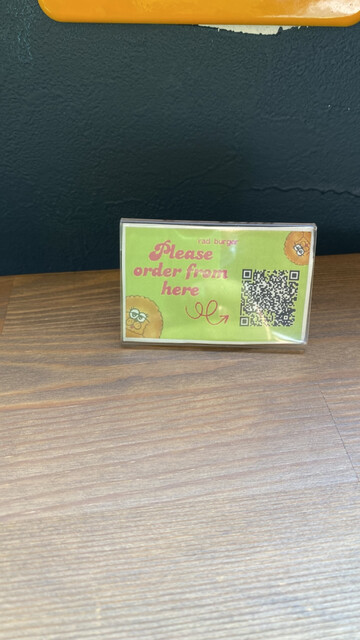 rad burger
Please
order from
here